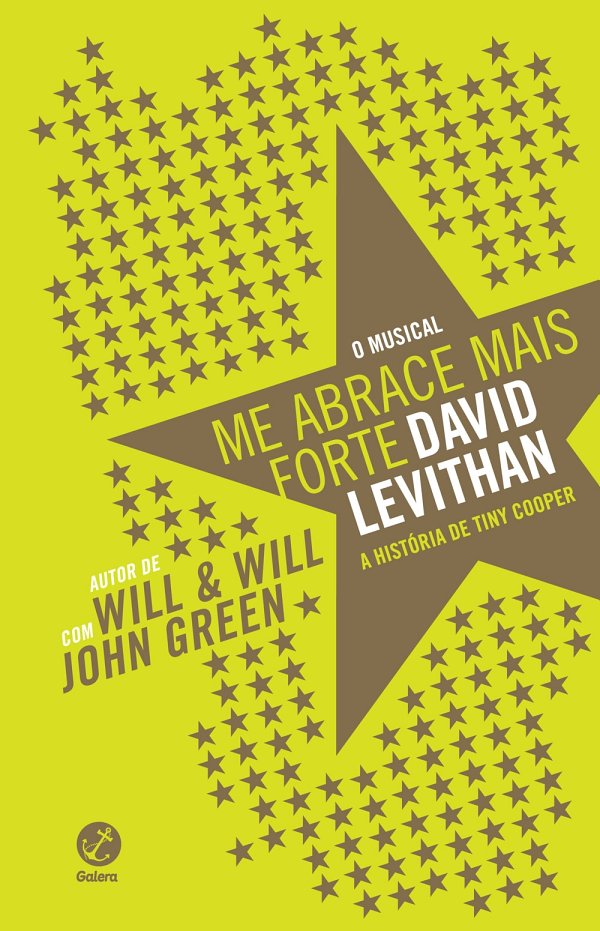 O MUSICAL
ME ABRACE MAIS
FORTE DAVID
LEVITHAN
A HISTÓRIA DE TINY COOPER
AUTOR DE
WILL & WILL
COM
JOHN GREEN
Galera